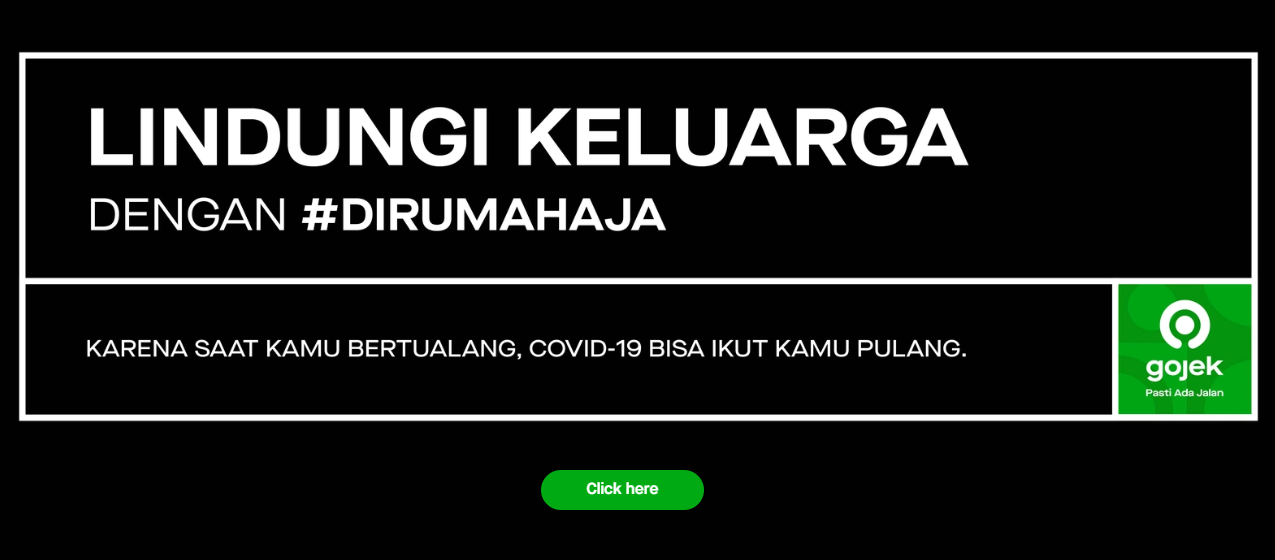 LINDUNGI KELUARGA
DENGAN #DIRUMAHAJA
KARENA SAAT KAMU BERTUALANG, COVID-19 BISA IKUT KAMU PULANG.
gojek
Pasti Ada Jalan
Click here